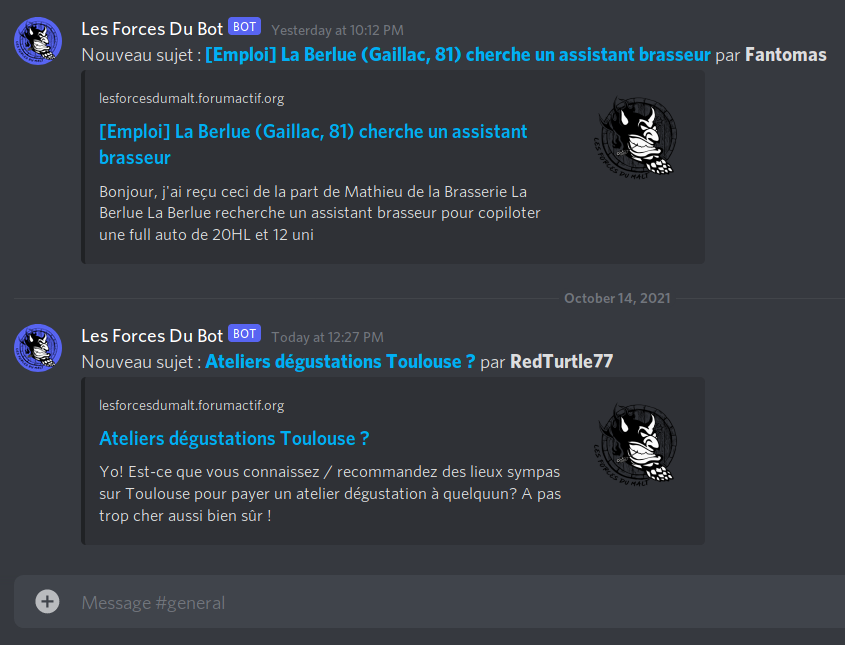 Les Forces Du Bot BOT Yesterday at 10:12 PM
Nouveau sujet : [Emploi] La Berlue (Gaillac, 81) cherche un assistant brasseur par Fantomas
lesforcesdumalt.forumactif.org
[Emploi] La Berlue (Gaillac, 81) cherche un assistant
brasseur
Bonjour, j'ai reçu ceci de la part de Mathieu de la Brasserie La
Berlue La Berlue recherche un assistant brasseur pour copiloter
une full auto de 20HL et 12 uni
LES FORCES DU MALT
October 14, 2021
Les Forces Du Bot BOT Today at 12:27 PM
Nouveau sujet : Ateliers dégustations Toulouse ? par RedTurtle77
lesforcesdumalt.forumactif.org
Ateliers dégustations Toulouse ?
Yo! Est-ce que vous connaissez / recommandez des lieux sympas
sur Toulouse pour payer un atelier dégustation à quelquun? A pas
trop cher aussi bien sûr !
LES FORCES DU MALT
Message #general